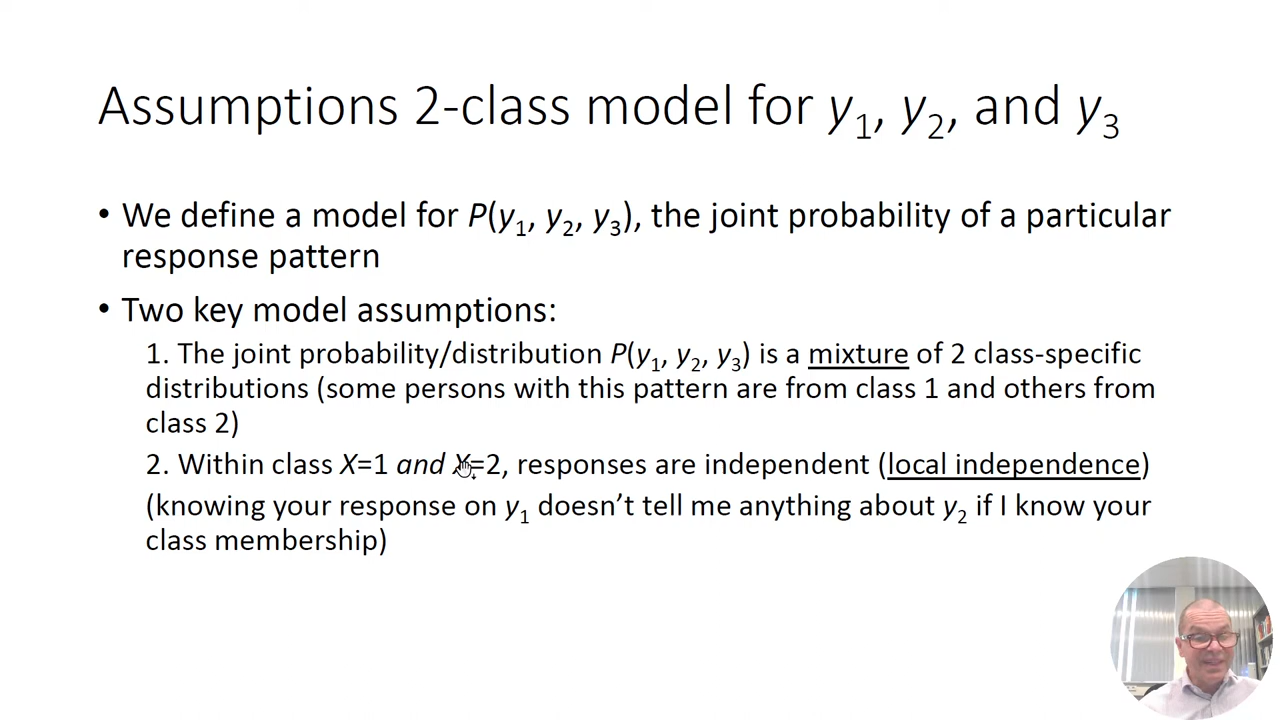 Assumptions 2-class model for y₁, y₂, and y₃
• We define a model for P(y₁, y₂, y₃), the joint probability of a particular
response pattern
• Two key model assumptions:
1. The joint probability/distribution P(y₁, y₂, y₃) is a mixture of 2 class-specific
distributions (some persons with this pattern are from class 1 and others from
class 2)
2. Within class X=1 and X=2, responses are independent (local independence)
(knowing your response on y₁ doesn’t tell me anything about y₂ if I know your
class membership)